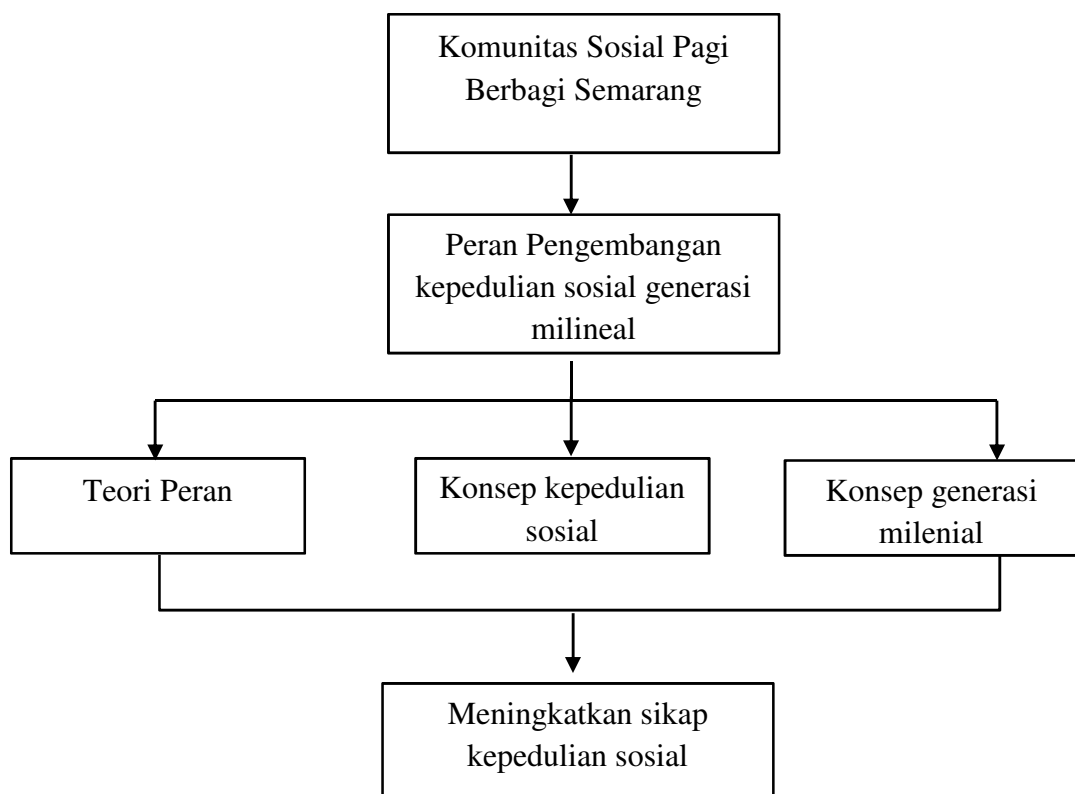 Komunitas Sosial Pagi
Berbagi Semarang
Peran Pengembangan
kepedulian sosial generasi
milineal
Teori Peran
Konsep kepedulian
sosial
Konsep generasi
milenial
Meningkatkan sikap
kepedulian sosial